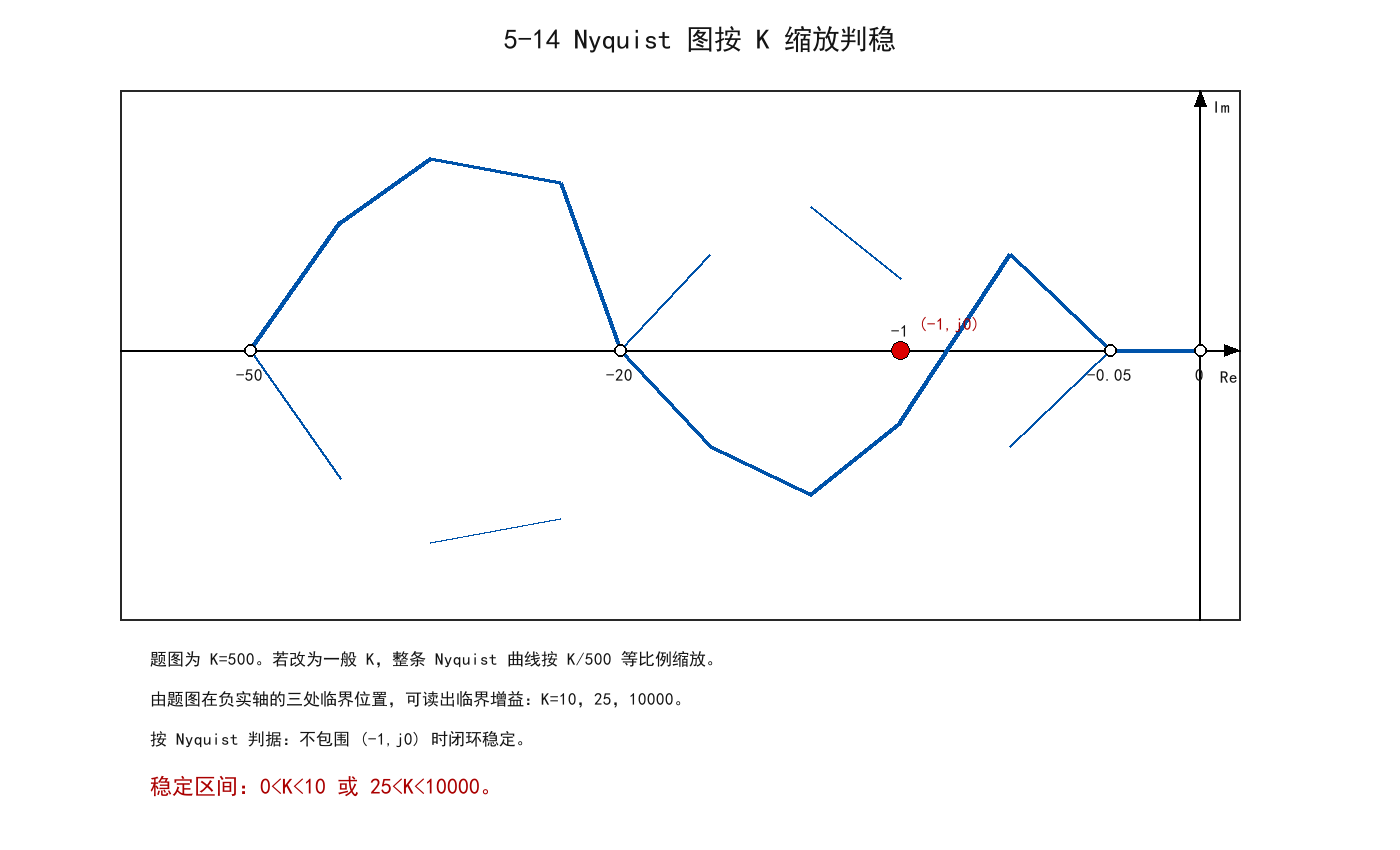 5-14 Nyquist 图按 K 缩放判稳
Im
-1 (-1,j0)
-50 -20 -0.05 0 Re
题图为 K=500。若改为一般 K，整条 Nyquist 曲线按 K/500 等比例缩放。
由题图在负实轴的三处临界位置，可读出临界增益：K=10，25，10000。
按 Nyquist 判据：不包围 (-1,j0) 时闭环稳定。
稳定区间：0<K<10 或 25<K<10000。